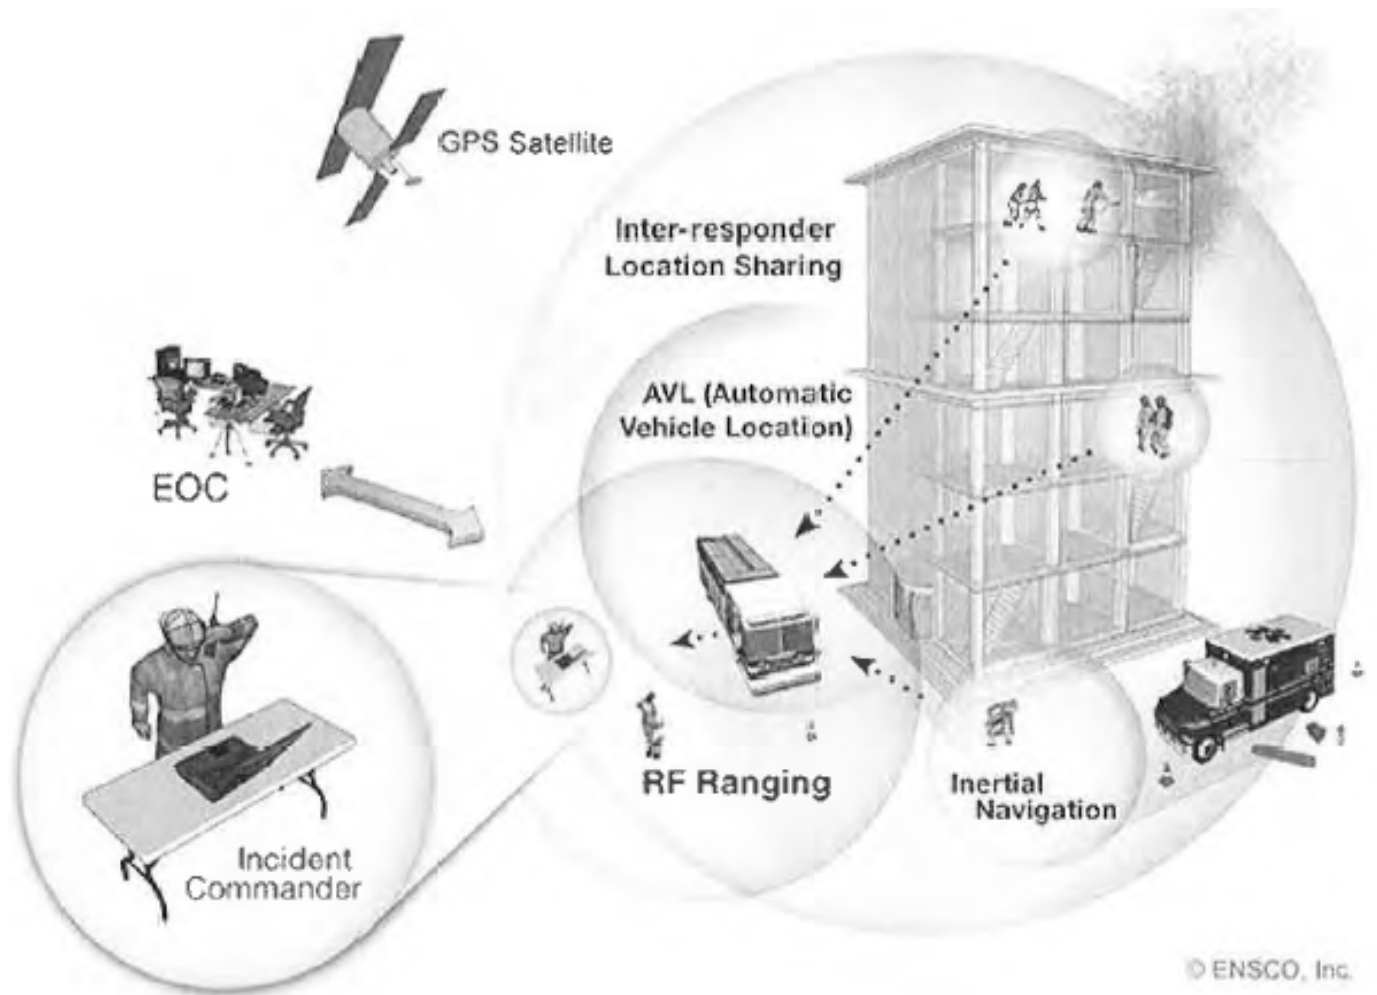 GPS Satellite
Inter-responder
Location Sharing
AVL (Automatic
Vehicle Location)
EOC
RF Ranging
Inertial
Navigation
Incident
Commander
© ENSCO, Inc.